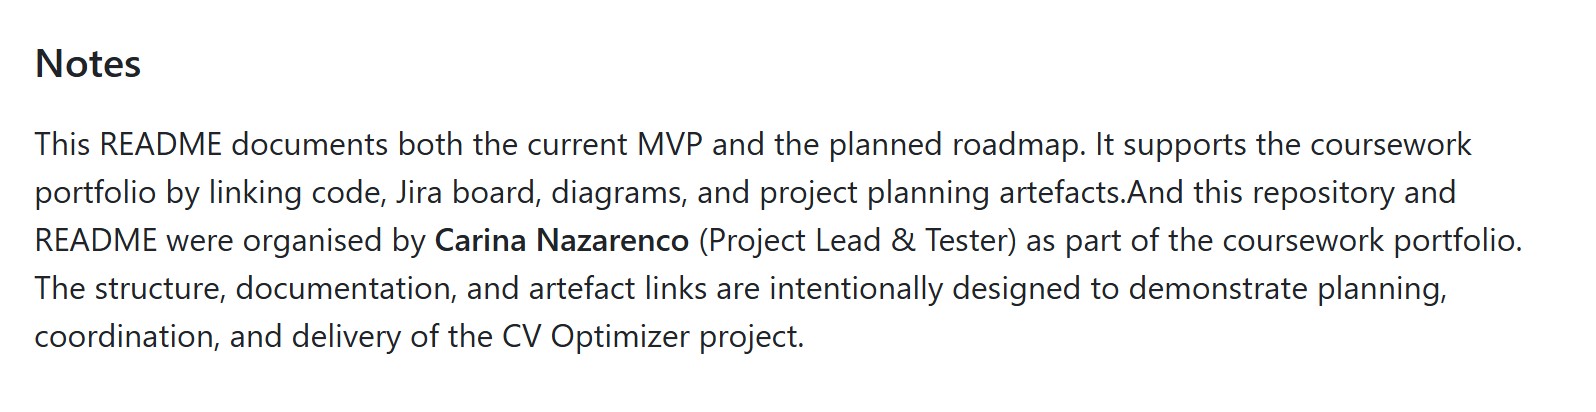 Notes
This README documents both the current MVP and the planned roadmap. It supports the coursework
portfolio by linking code, Jira board, diagrams, and project planning artefacts.And this repository and
README were organised by Carina Nazarenco (Project Lead & Tester) as part of the coursework portfolio.
The structure, documentation, and artefact links are intentionally designed to demonstrate planning,
coordination, and delivery of the CV Optimizer project.